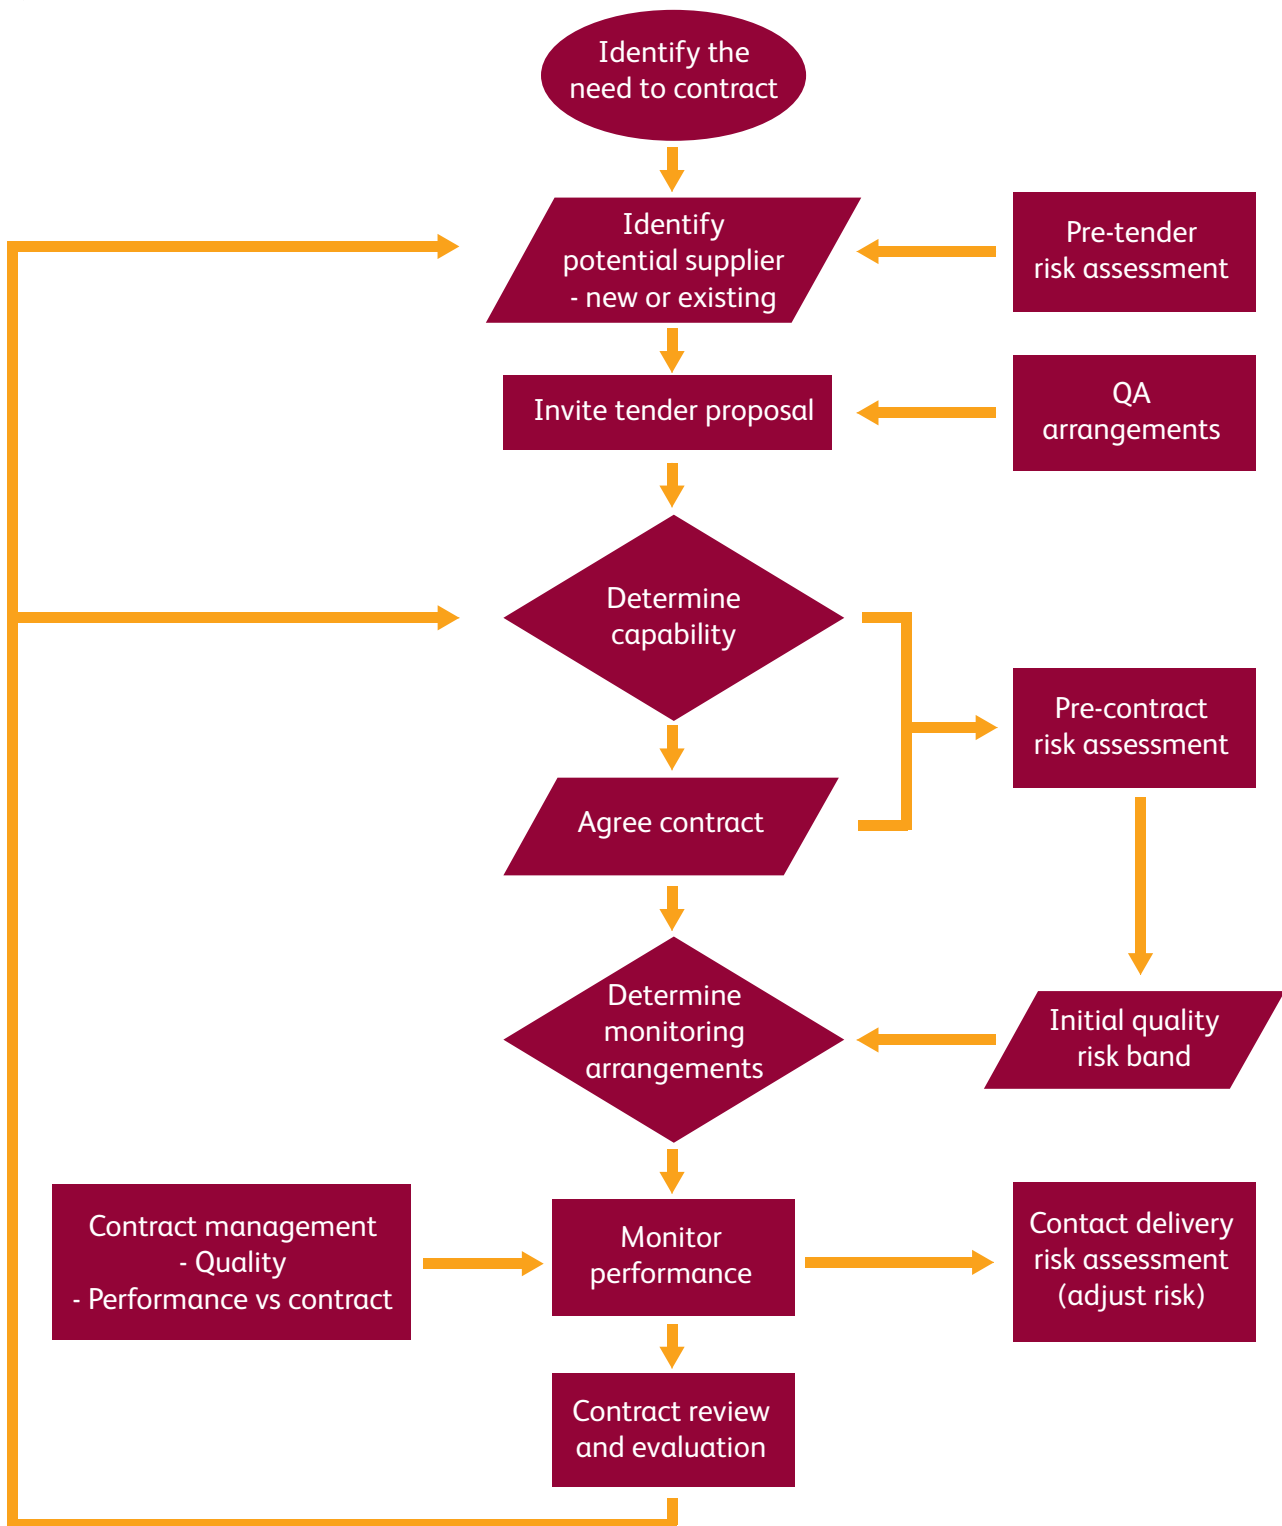 Identify the
need to contract
Identify
potential supplier
- new or existing
Pre-tender
risk assessment
Invite tender proposal
QA
arrangements
Determine
capability
Pre-contract
risk assessment
Agree contract
Determine
monitoring
arrangements
Initial quality
risk band
Contract management
- Quality
- Performance vs contract
Monitor
performance
Contact delivery
risk assessment
(adjust risk)
Contract review
and evaluation